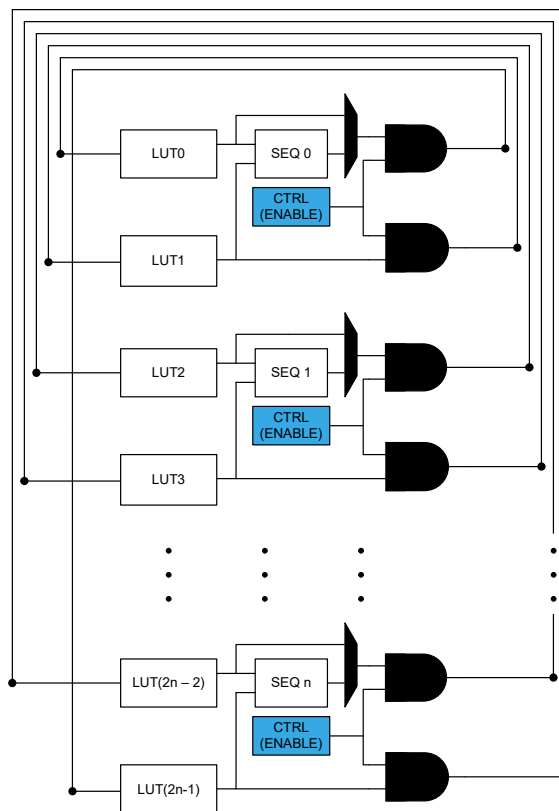 LUT0
SEQ 0
CTRL
(ENABLE)
LUT1
LUT2
SEQ 1
CTRL
(ENABLE)
LUT3
LUT(2n – 2)
SEQ n
CTRL
(ENABLE)
LUT(2n-1)